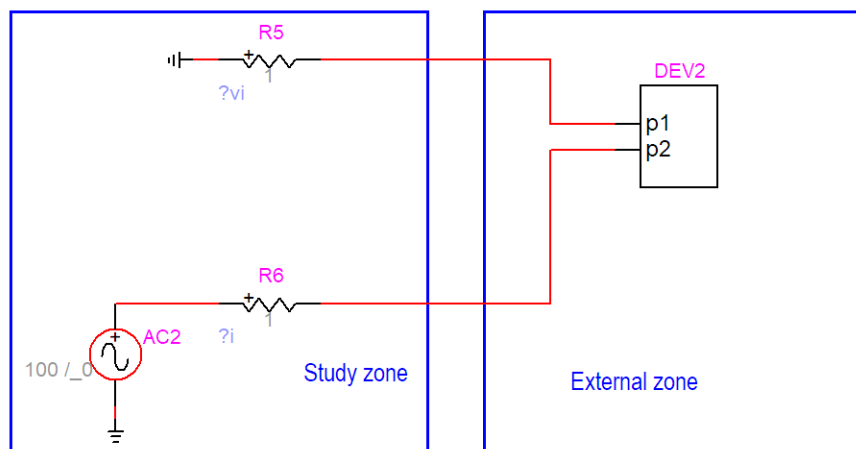 R5
+
1
?vi
DEV2
p1
p2
R6
+
1
?i
+
AC2
100 /_0
Study zone
External zone